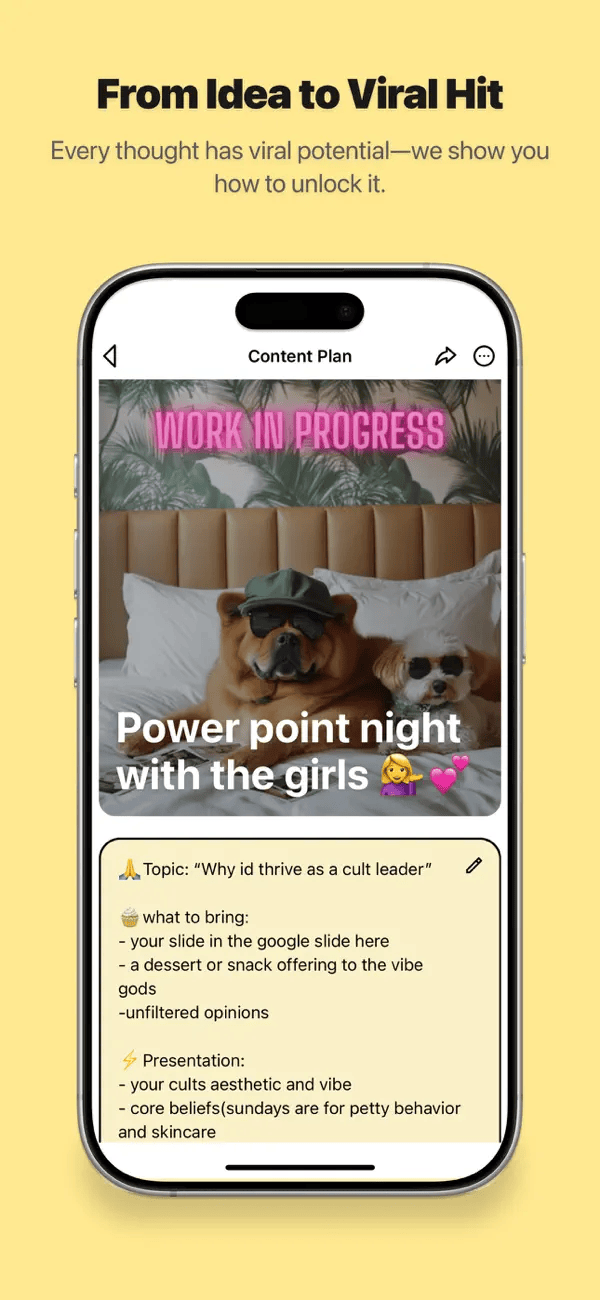 From Idea to Viral Hit
Every thought has viral potential—we show you
how to unlock it.
Content Plan
WORK IN PROGRESS
Power point night
with the girls 💁‍♀️💕
🙏Topic: “Why id thrive as a cult leader”
🧁what to bring:
- your slide in the google slide here
- a dessert or snack offering to the vibe
gods
-unfiltered opinions
⚡ Presentation:
- your cults aesthetic and vibe
- core beliefs(sundays are for petty behavior
and skincare